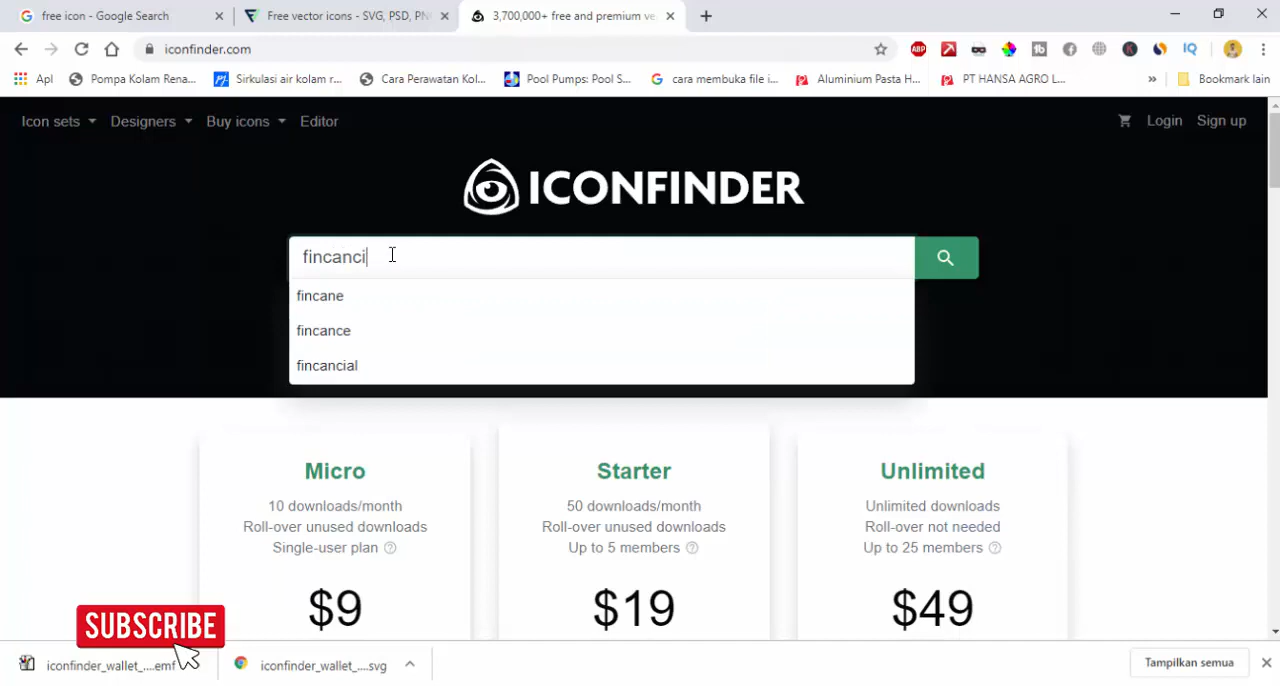 free icon - Google Search
Free vector icons - SVG, PSD, PN
3,700,000+ free and premium ve
iconfinder.com
ABP
IQ
Apl
Pompa Kolam Rena...
Sirkulasi air kolam r...
Cara Perawatan Kol...
Pool Pumps: Pool S...
cara membuka file i...
Aluminium Pasta H...
PT HANSA AGRO L...
»
Bookmark lain
Icon sets
Designers
Buy icons
Editor
Login
Sign up
ICONFINDER
fincanci
fincane
fincance
fincancial
Micro
10 downloads/month
Roll-over unused downloads
Single-user plan
$9
Starter
50 downloads/month
Roll-over unused downloads
Up to 5 members
$19
Unlimited
Unlimited downloads
Roll-over not needed
Up to 25 members
$49
SUBSCRIBE
iconfinder_wallet_....emf
iconfinder_wallet_....svg
Tampilkan semua